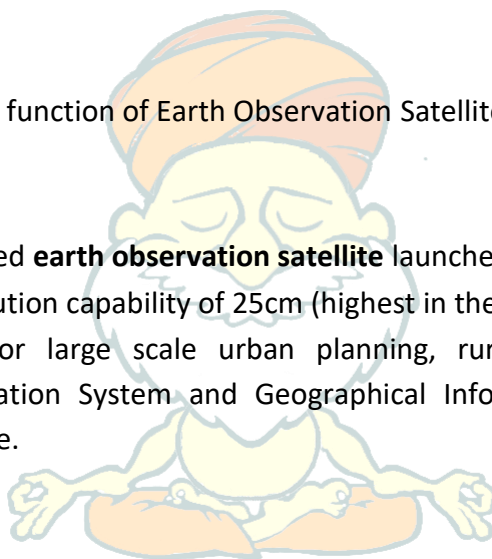 function of Earth Observation Satellite
ed earth observation satellite launche
ution capability of 25cm (highest in the
or large scale urban planning, rur
ation System and Geographical Info
e.